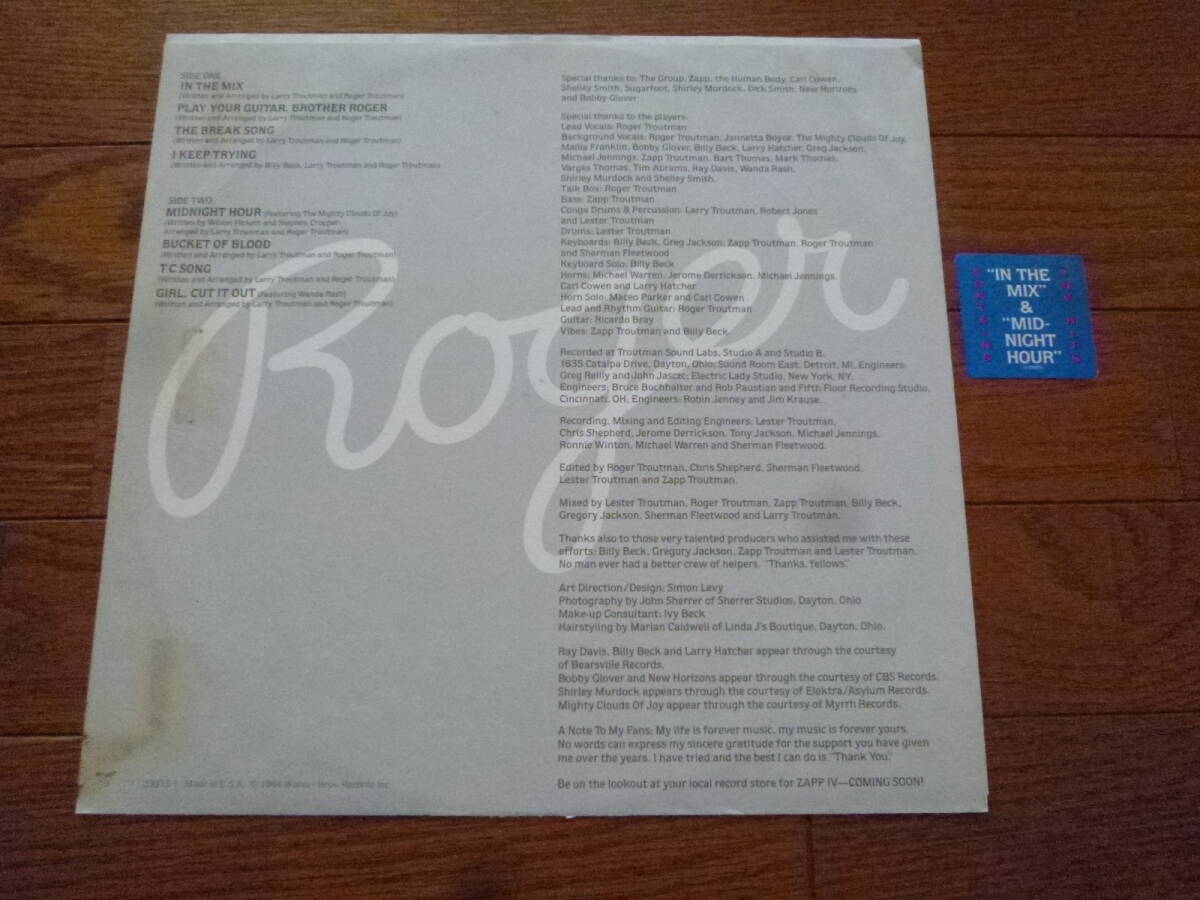 SIDE ONE
IN THE MIX
(Written and Arranged by Larry Troutman and Roger Troutman)
PLAY YOUR GUITAR, BROTHER ROGER
(Written and Arranged by Larry Troutman and Roger Troutman)
THE BREAK SONG
(Written and Arranged by Larry Troutman and Roger Troutman)
I KEEP TRYING
(Written and Arranged by Billy Beck, Larry Troutman and Roger Troutman)
SIDE TWO
MIDNIGHT HOUR (Featuring The Mighty Clouds Of Joy)
(Written by Wilson Pickett and Stephen Cropper)
Arranged by Larry Troutman and Roger Troutman)
BUCKET OF BLOOD
(Written and Arranged by Larry Troutman and Roger Troutman)
T C SONG
(Written and Arranged by Larry Troutman and Roger Troutman)
GIRL, CUT IT OUT (Featuring Wanda Rash)
(Written and Arranged by Larry Troutman and Roger Troutman)
Roger
Made in U.S.A. © 1984 Warner Bros. Records Inc.
Special thanks to: The Group, Zapp, the Human Body, Carl Cowen,
Shelley Smith, Sugarfoot, Shirley Murdock, Dick Smith, New Horizons
and Bobby Glover
Special thanks to the players:
Lead Vocals: Roger Troutman
Background Vocals: Roger Troutman, Jannetta Boyce, The Mighty Clouds Of Joy,
Mallia Franklin, Bobby Glover, Billy Beck, Larry Hatcher, Greg Jackson,
Michael Jennings, Zapp Troutman, Bart Thomas, Mark Thomas,
Varges Thomas, Tim Abrams, Ray Davis, Wanda Rash,
Shirley Murdock and Shelley Smith.
Talk Box: Roger Troutman
Bass: Zapp Troutman
Conga Drums & Percussion: Larry Troutman, Robert Jones
and Lester Troutman
Drums: Lester Troutman
Keyboards: Billy Beck, Greg Jackson, Zapp Troutman, Roger Troutman
and Sherman Fleetwood
Keyboard Solo: Billy Beck
Horns: Michael Warren, Jerome Derrickson, Michael Jennings,
Carl Cowen and Larry Hatcher
Horn Solo: Maceo Parker and Carl Cowen
Lead and Rhythm Guitar: Roger Troutman
Guitar: Ricardo Bray
Vibes: Zapp Troutman and Billy Beck
Recorded at Troutman Sound Labs, Studio A and Studio B,
1635 Catalpa Drive, Dayton, Ohio; Sound Room East, Detroit, MI, Engineers:
Greg Reilly and John Jaszcz; Electric Lady Studio, New York, NY,
Engineers: Bruce Buchhalter and Rob Paustian and Fifth Floor Recording Studio,
Cincinnati, OH, Engineers: Robin Jenney and Jim Krause.
Recording, Mixing and Editing Engineers; Lester Troutman,
Chris Shepherd, Jerome Derrickson, Tony Jackson, Michael Jennings,
Ronnie Winton, Michael Warren and Sherman Fleetwood.
Edited by Roger Troutman, Chris Shepherd, Sherman Fleetwood,
Lester Troutman and Zapp Troutman.
Mixed by Lester Troutman, Roger Troutman, Zapp Troutman, Billy Beck,
Gregory Jackson, Sherman Fleetwood and Larry Troutman.
Thanks also to those very talented producers who assisted me with these
efforts: Billy Beck, Gregory Jackson, Zapp Troutman and Lester Troutman.
No man ever had a better crew of helpers. "Thanks, fellows."
Art Direction/Design: Simon Levy
Photography by John Sherrer of Sherrer Studios, Dayton, Ohio
Make-up Consultant: Ivy Beck
Hairstyling by Marian Caldwell of Linda J's Boutique, Dayton, Ohio.
Ray Davis, Billy Beck and Larry Hatcher appear through the courtesy
of Bearsville Records.
Bobby Glover and New Horizons appear through the courtesy of CBS Records.
Shirley Murdock appears through the courtesy of Elektra/Asylum Records.
Mighty Clouds Of Joy appear through the courtesy of Myrrh Records.
A Note To My Fans: My life is forever music, my music is forever yours.
No words can express my sincere gratitude for the support you have given
me over the years. I have tried and the best I can do is "Thank You."
Be on the lookout at your local record store for ZAPP IV—COMING SOON!
"IN THE
MIX"
&
"MID-
NIGHT
HOUR"